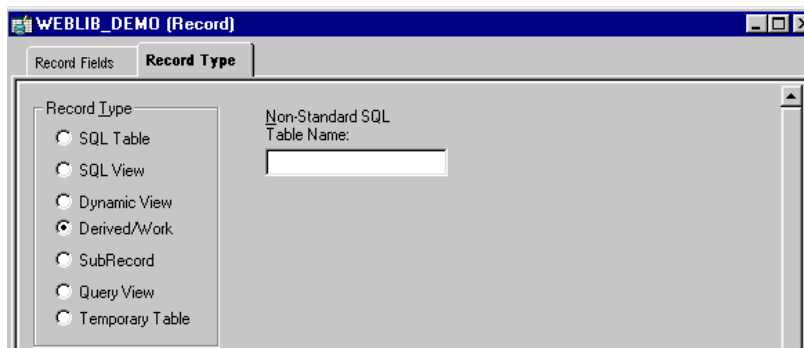 WEBLIB_DEMO (Record)
Record Fields
Record Type
Record Type
Non-Standard SQL
Table Name:
SQL Table
SQL View
Dynamic View
Derived/Work
SubRecord
Query View
Temporary Table